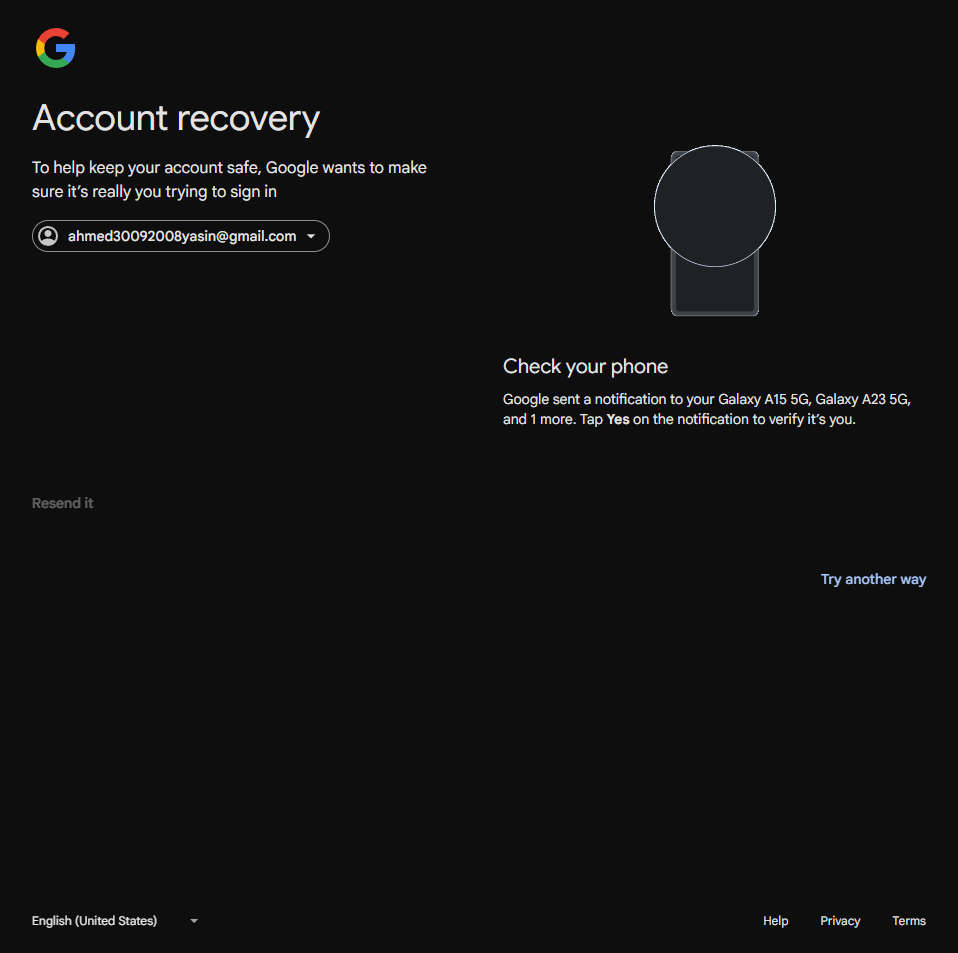 Account recovery
To help keep your account safe, Google wants to make
sure it’s really you trying to sign in
ahmed30092008yasin@gmail.com
Check your phone
Google sent a notification to your Galaxy A15 5G, Galaxy A23 5G,
and 1 more. Tap Yes on the notification to verify it’s you.
Resend it
Try another way
English (United States)
Help Privacy Terms